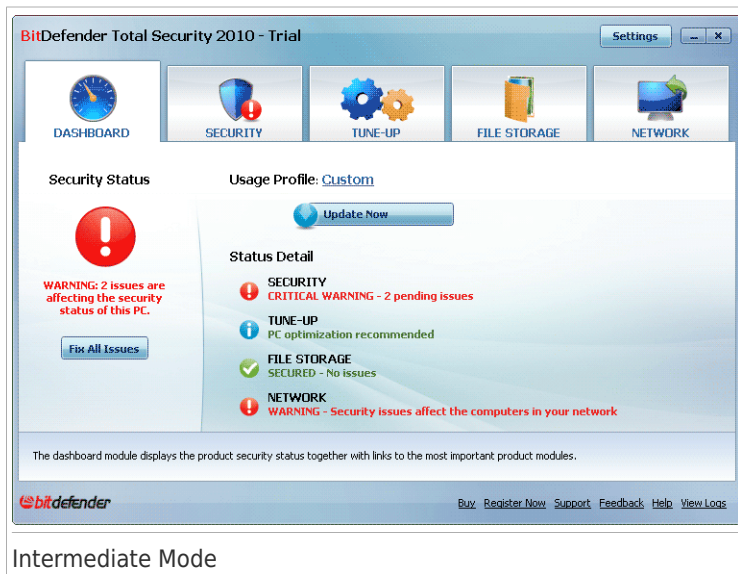 BitDefender Total Security 2010 - Trial
Settings
DASHBOARD
SECURITY
TUNE-UP
FILE STORAGE
NETWORK
Security Status
WARNING: 2 issues are
affecting the security
status of this PC.
Fix All Issues
Usage Profile: Custom
Update Now
Status Detail
SECURITY
CRITICAL WARNING - 2 pending issues
TUNE-UP
PC optimization recommended
FILE STORAGE
SECURED - No issues
NETWORK
WARNING - Security issues affect the computers in your network
The dashboard module displays the product security status together with links to the most important product modules.
bitdefender
Buy Register Now Support Feedback Help View Logs
Intermediate Mode